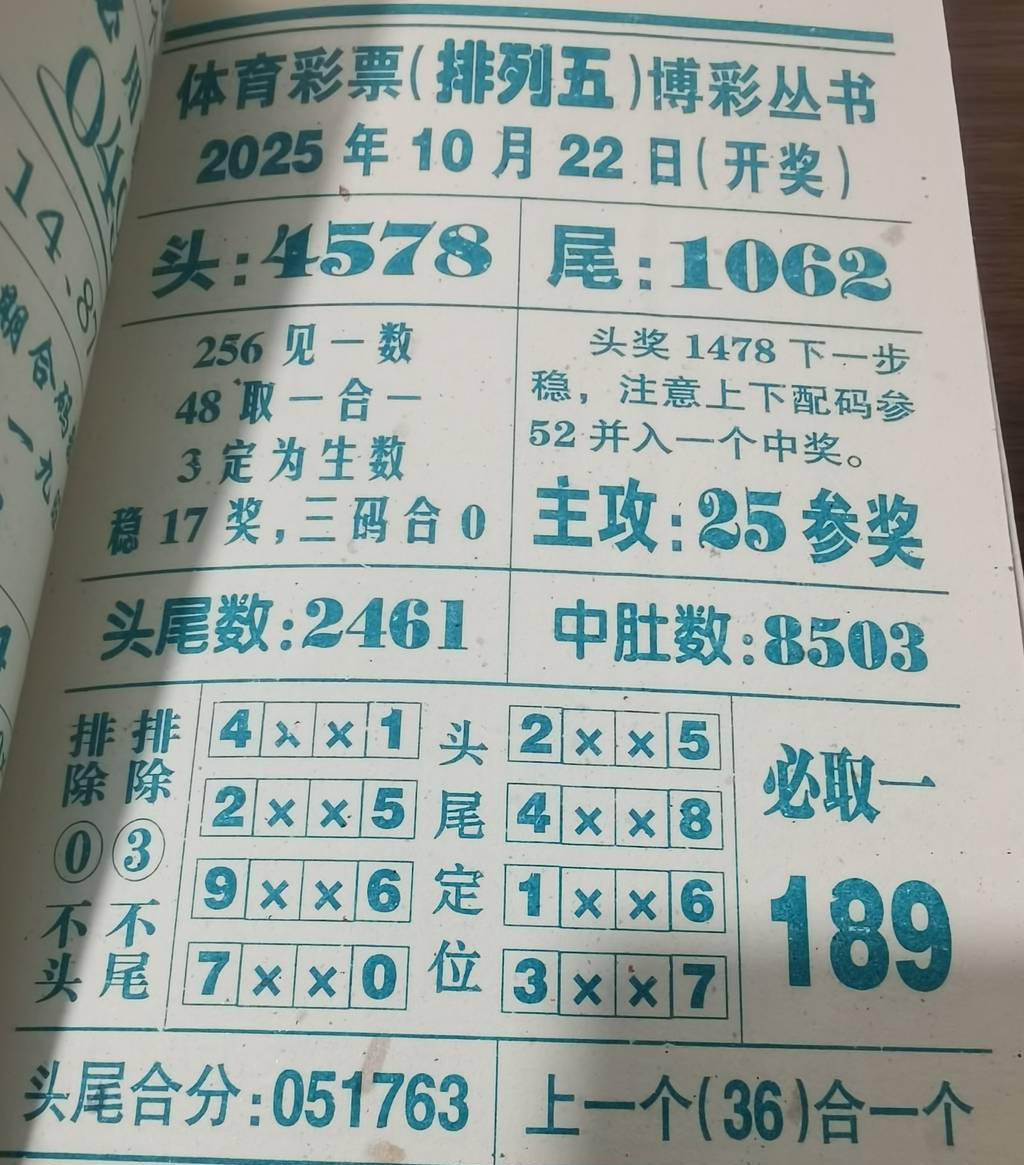 体育彩票(排列五)博彩丛书
2025年10月22日(开奖)
头:4578
尾:1062
256见一数
48取一合一
3定为生数
稳17奖,三码合0
头奖1478下一步
稳,注意上下配码参
52并入一个中奖。
主攻:25参奖
头尾数:2461
中肚数:8503
排除⓪不头
排除③不尾
4××1
2××5
9××6
7××0
头尾定位
2××5
4××8
1××6
3××7
必取一
189
头尾合分:051763
上一个(36)合一个